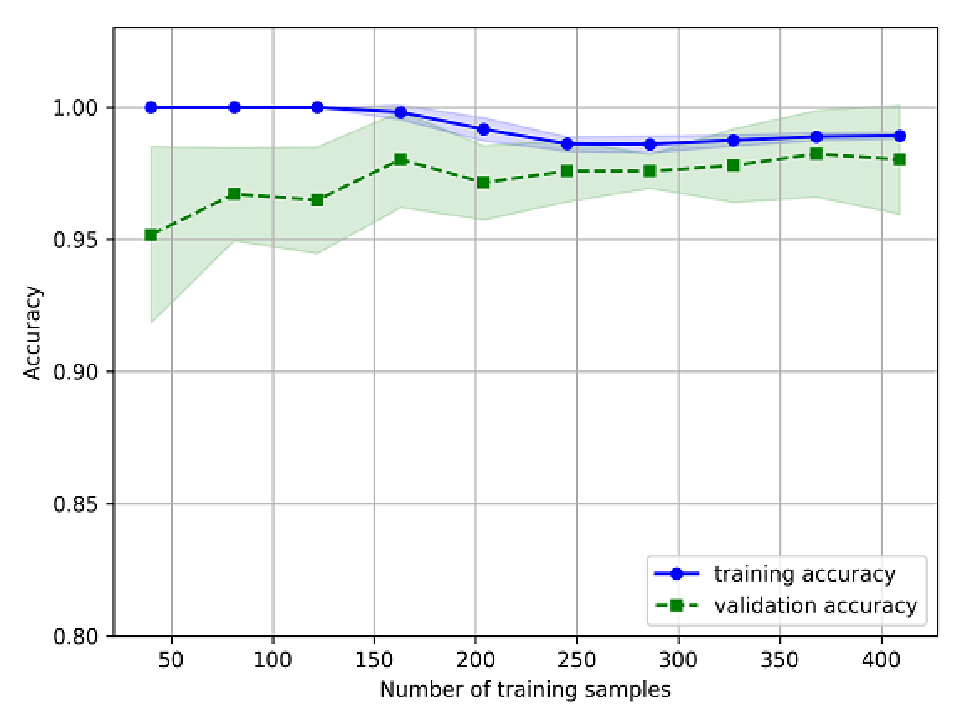 1.00
0.95
0.90
0.85
0.80
Accuracy
training accuracy
validation accuracy
50 100 150 200 250 300 350 400
Number of training samples